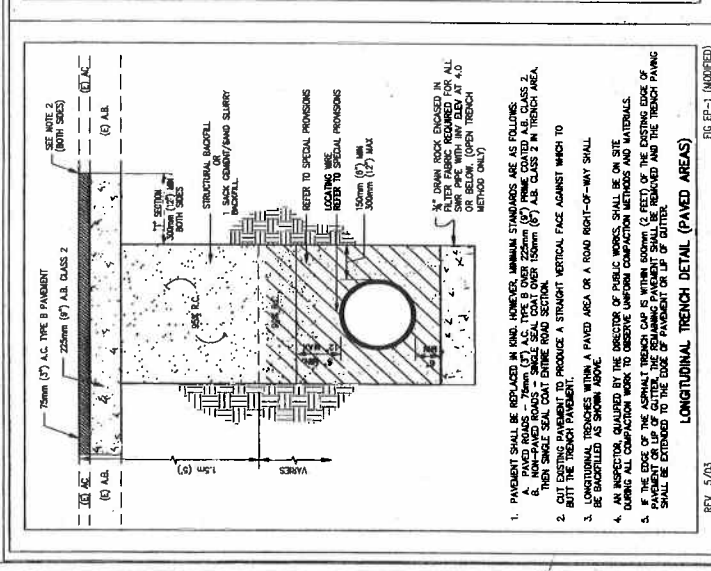 75mm (3") A.C. TYPE B PAVEMENT
225mm (9") A.B. CLASS 2
SEE NOTE 2
(BOTH SIDES)
(E) AC
(E) A.B.
(E) AC
(E) A.B.
"T" SECTION
300mm (12") MIN
BOTH SIDES
STRUCTURAL BACKFILL
OR
1 SACK CEMENT/SAND SLURRY
BACKFILL
REFER TO SPECIAL PROVISIONS
LOCATING WIRE
REFER TO SPECIAL PROVISIONS
150mm (6") MIN
300mm (12") MAX
¾" DRAIN ROCK ENCASED IN
FILTER FABRIC REQUIRED FOR ALL
SWR PIPE WITH INV ELEV AT 4.0
OR BELOW. (OPEN TRENCH
METHOD ONLY)
95% R.C.
90% R.C.
1.5m (5')
VARIES
1. PAVEMENT SHALL BE REPLACED IN KIND. HOWEVER, MINIMUM STANDARDS ARE AS FOLLOWS:
A. PAVED ROADS - 75mm (3") A.C. TYPE B OVER 225mm (9") PRIME COATED A.B. CLASS 2.
B. NON-PAVED ROADS - SINGLE SEAL COAT OVER 150mm (6") A.B. CLASS 2 IN TRENCH AREA,
THEN SINGLE SEAL COAT ENTIRE ROAD SECTION.
2. CUT EXISTING PAVEMENT TO PRODUCE A STRAIGHT VERTICAL FACE AGAINST WHICH TO
BUTT THE TRENCH PAVEMENT.
3. LONGITUDINAL TRENCHES WITHIN A PAVED AREA OR A ROAD RIGHT-OF-WAY SHALL
BE BACKFILLED AS SHOWN ABOVE.
4. AN INSPECTOR, QUALIFIED BY THE DIRECTOR OF PUBLIC WORKS, SHALL BE ON SITE
DURING ALL COMPACTION WORK TO OBSERVE UNIFORM COMPACTION METHODS AND MATERIALS.
5. IF THE EDGE OF THE ASPHALT TRENCH CAP IS WITHIN 600mm (2 FEET) OF THE EXISTING EDGE OF
PAVEMENT OR LIP OF GUTTER, THE REMAINING PAVEMENT SHALL BE REMOVED AND THE TRENCH PAVING
SHALL BE EXTENDED TO THE EDGE OF PAVEMENT OR LIP OF GUTTER.
LONGITUDINAL TRENCH DETAIL (PAVED AREAS)
REV. 5/03
FIG EP-1 (MODIFIED)